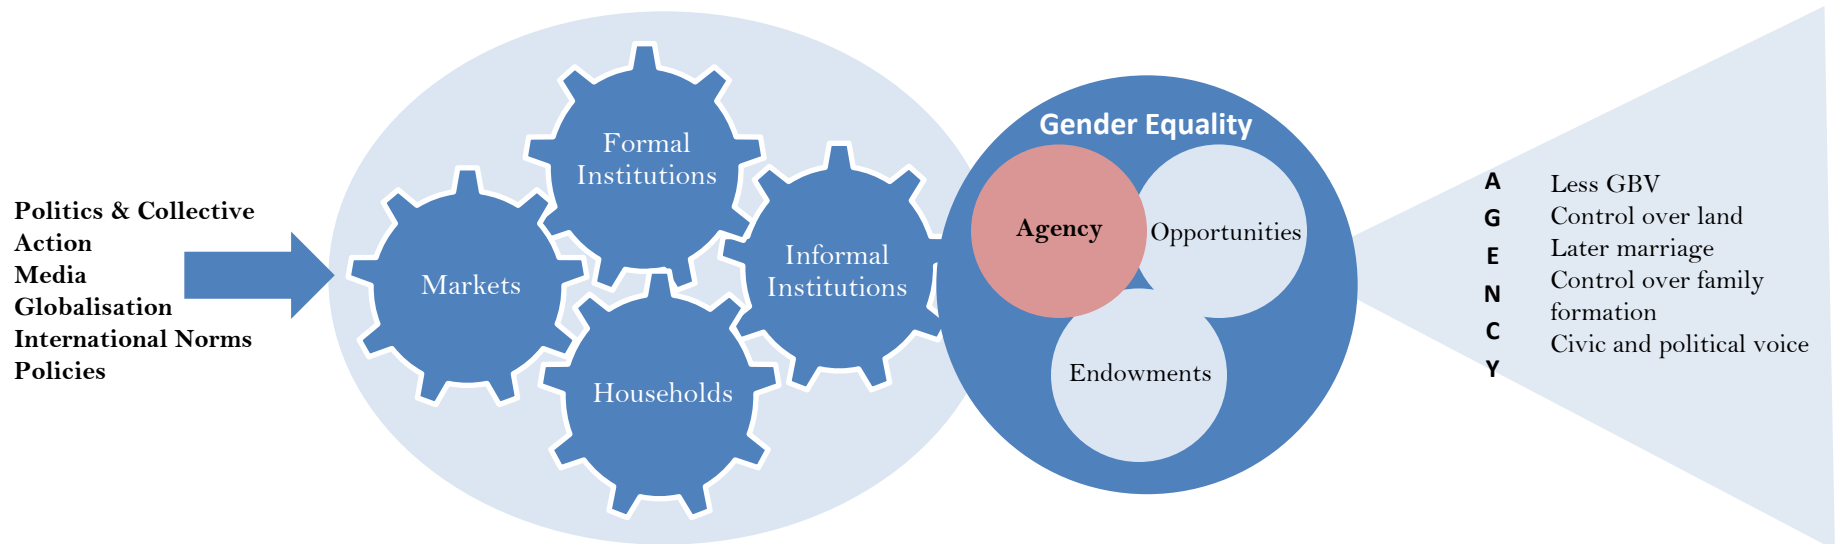 Politics & Collective
Action
Media
Globalisation
International Norms
Policies
Formal
Institutions
Markets
Informal
Institutions
Households
Gender Equality
Agency
Opportunities
Endowments
AGENCY
Less GBV
Control over land
Later marriage
Control over family
formation
Civic and political voice